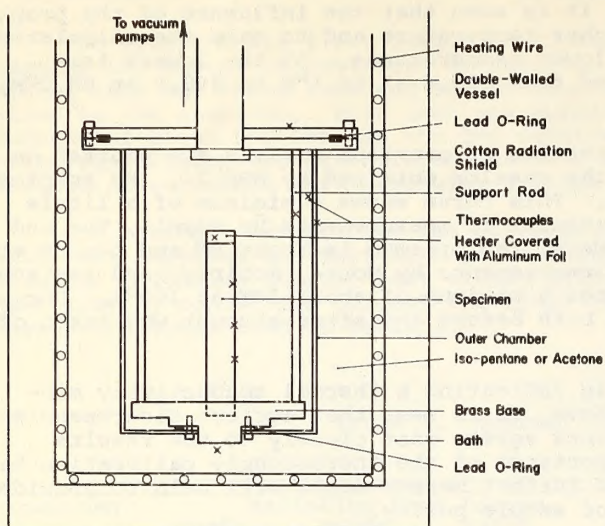 To vacuum
pumps
Heating Wire
Double-Walled
Vessel
Lead O-Ring
Cotton Radiation
Shield
Support Rod
Thermocouples
Heater Covered
With Aluminum Foil
Specimen
Outer Chamber
Iso-pentane or Acetone
Brass Base
Bath
Lead O-Ring